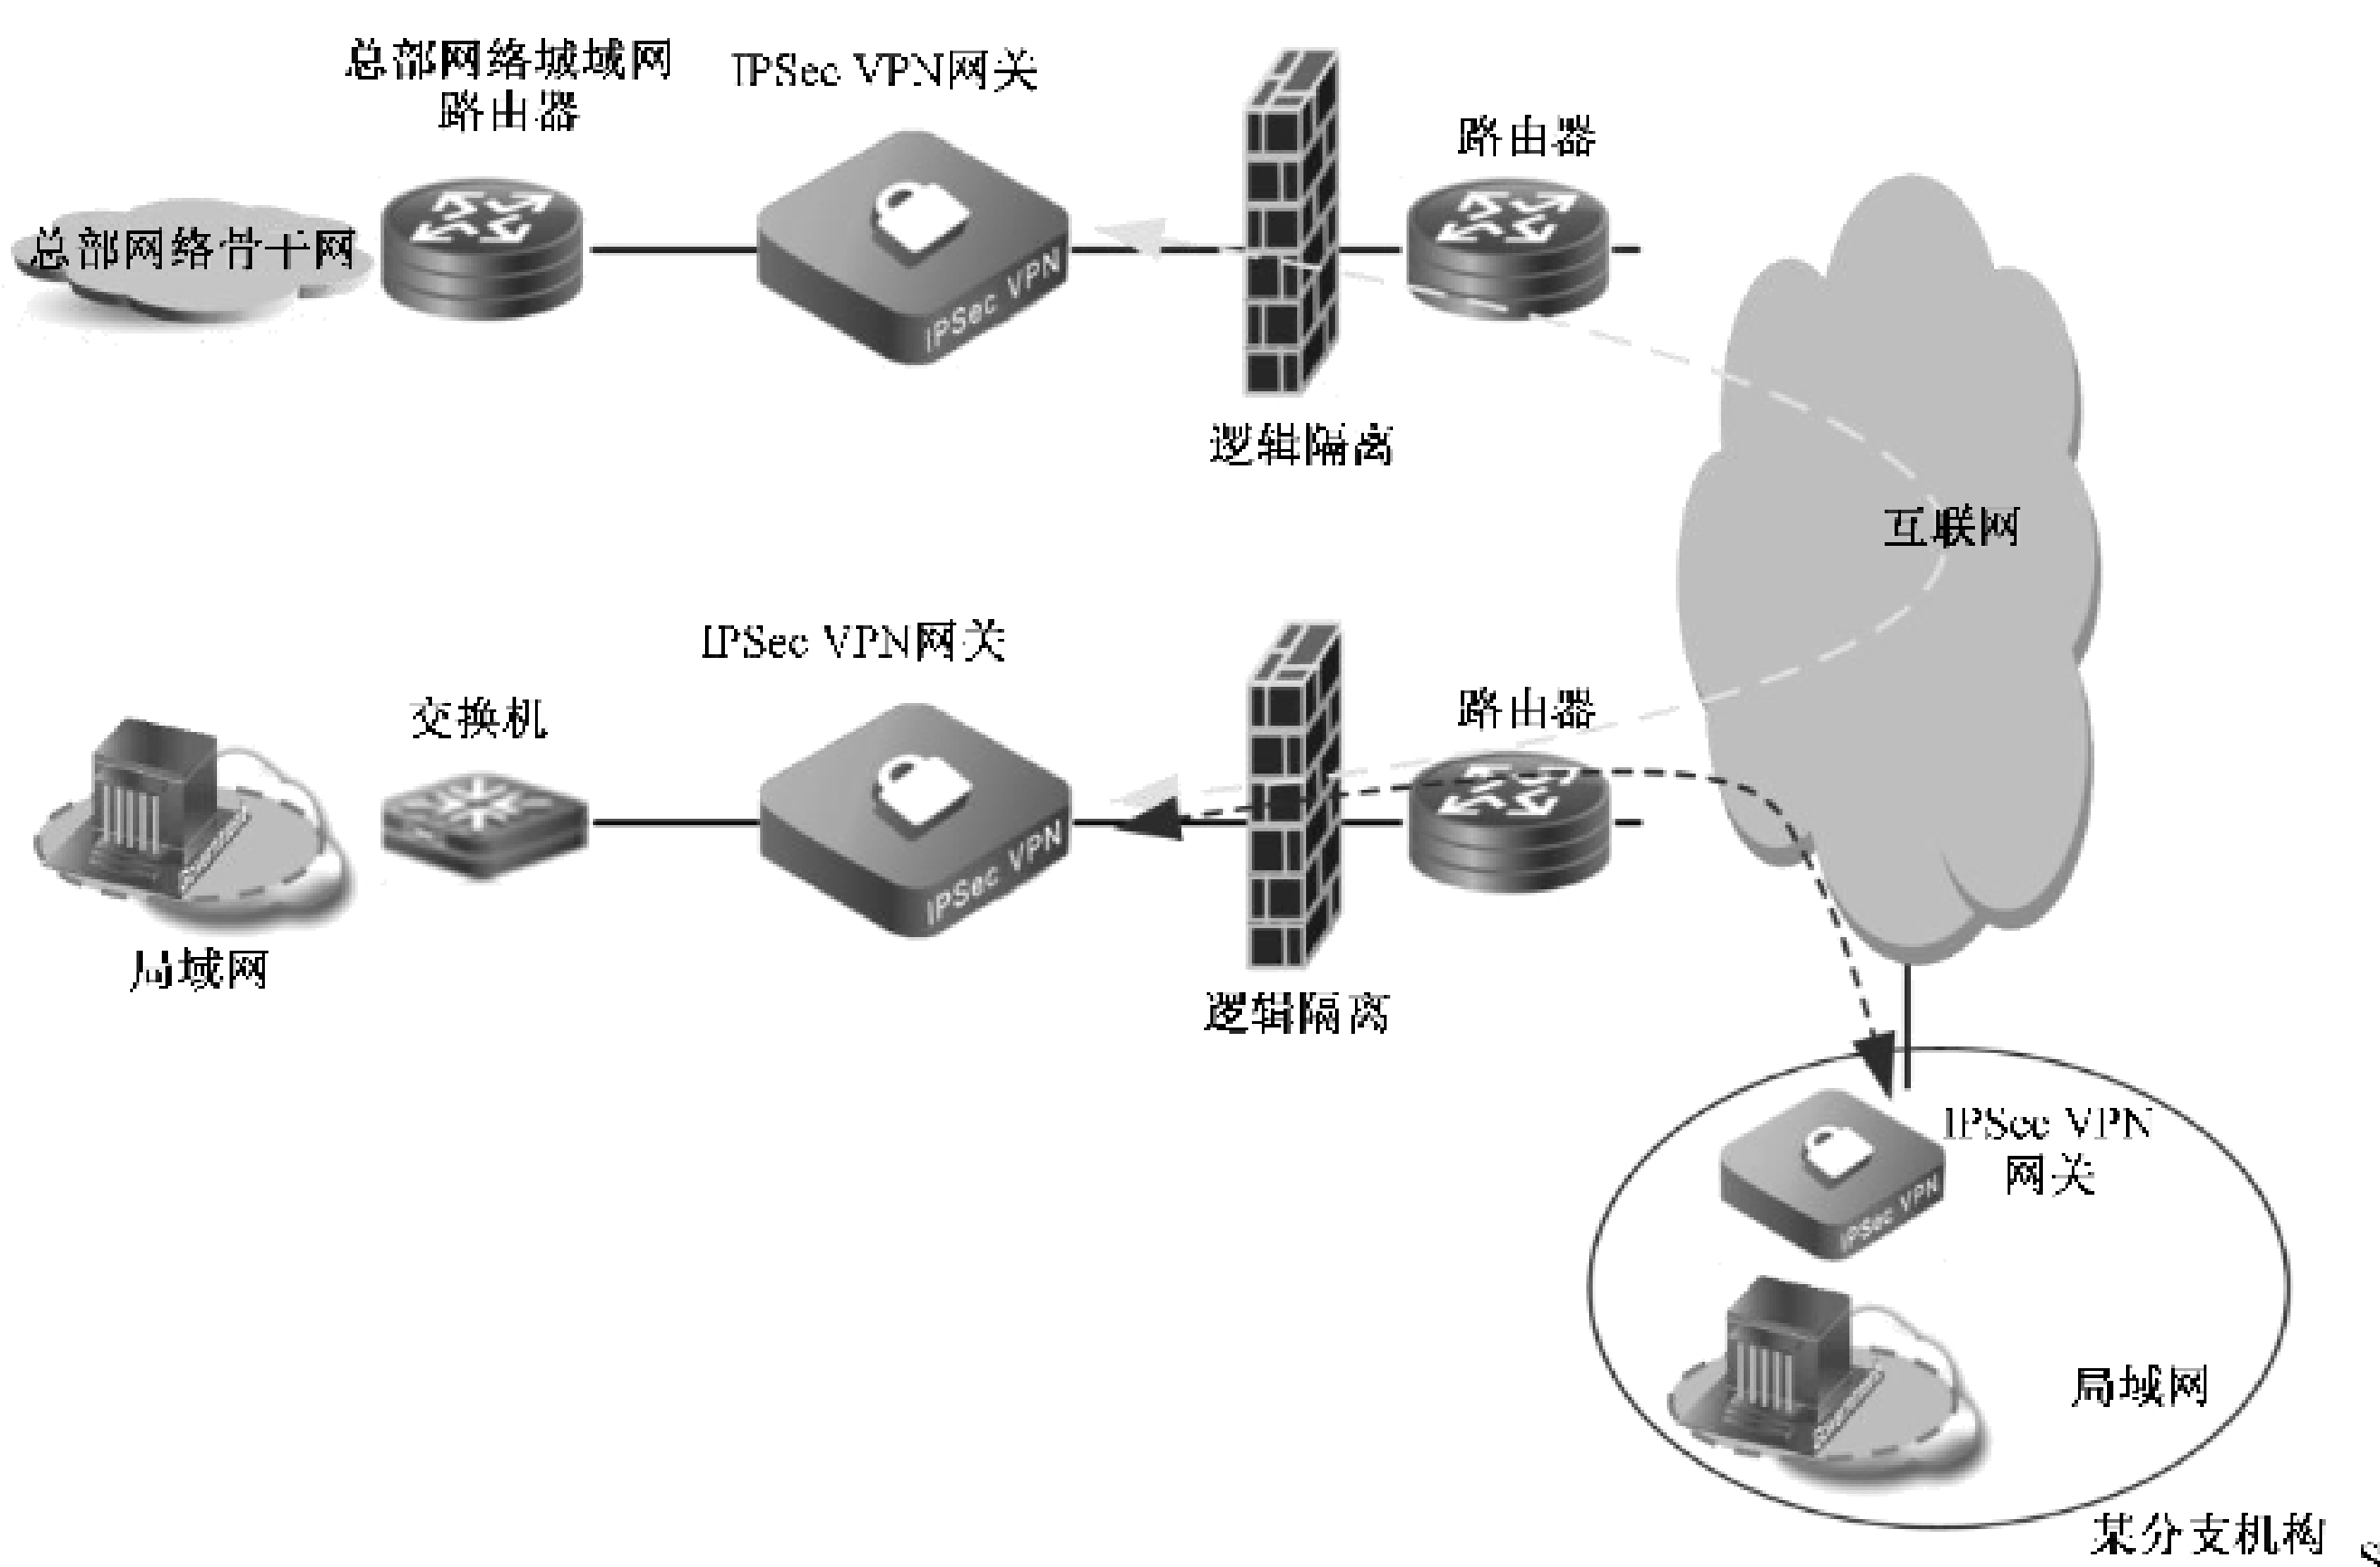 总部网络城域网
路由器
IPSec VPN网关
路由器
总部网络骨干网
IPSec VPN
逻辑隔离
互联网
IPSec VPN网关
交换机
路由器
IPSec VPN
局域网
逻辑隔离
IPSec VPN
网关
IPSec VPN
局域网
某分支机构